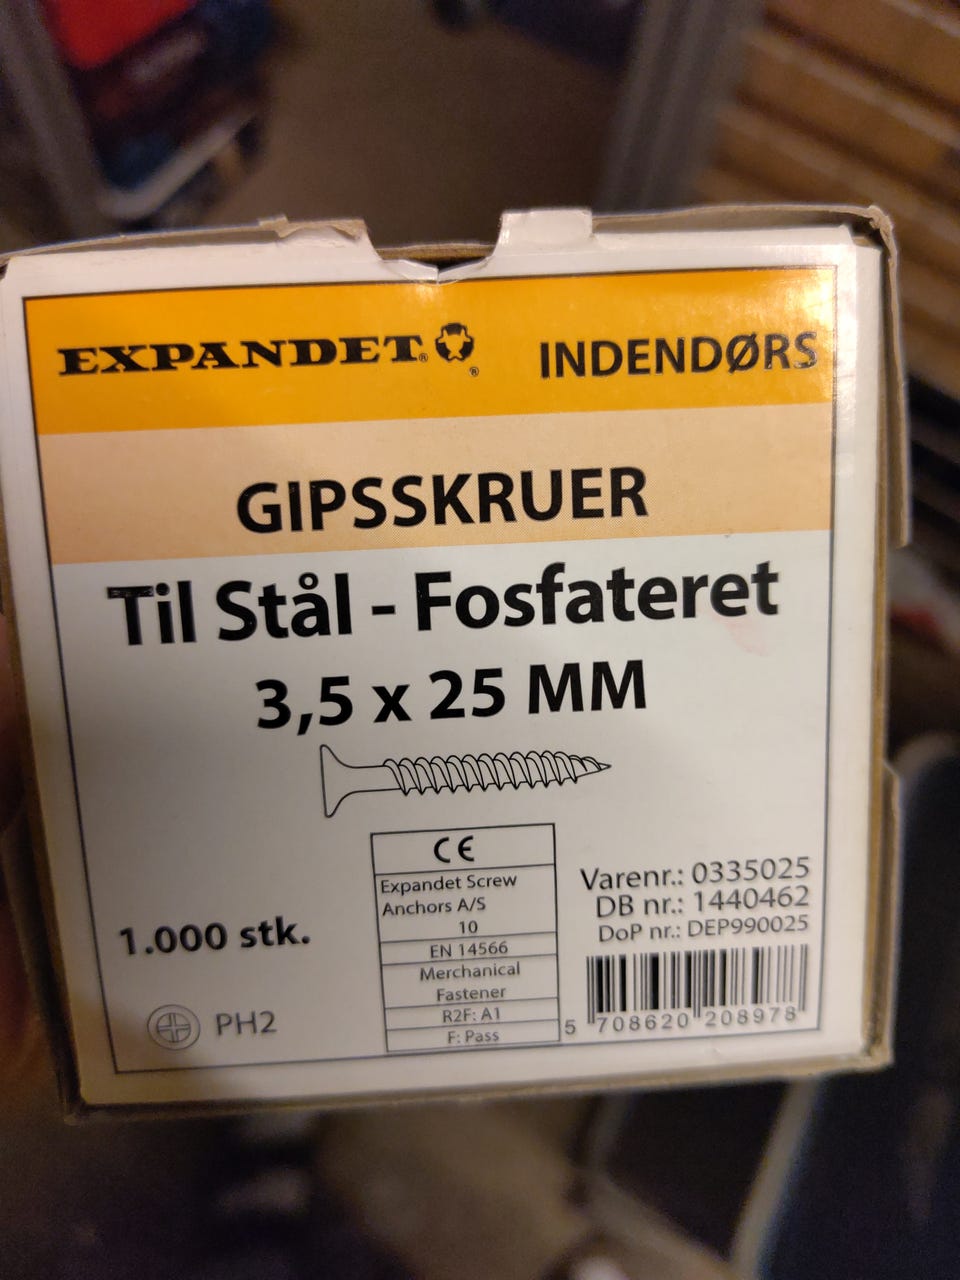 EXPANDET® ®
INDENDØRS
GIPSSKRUER
Til Stål - Fosfateret
3,5 x 25 MM
CE
Expandet Screw
Anchors A/S
10
EN 14566
Merchanical
Fastener
R2F: A1
F: Pass
1.000 stk.
PH2
Varenr.: 0335025
DB nr.: 1440462
DoP nr.: DEP990025
5 708620 208978